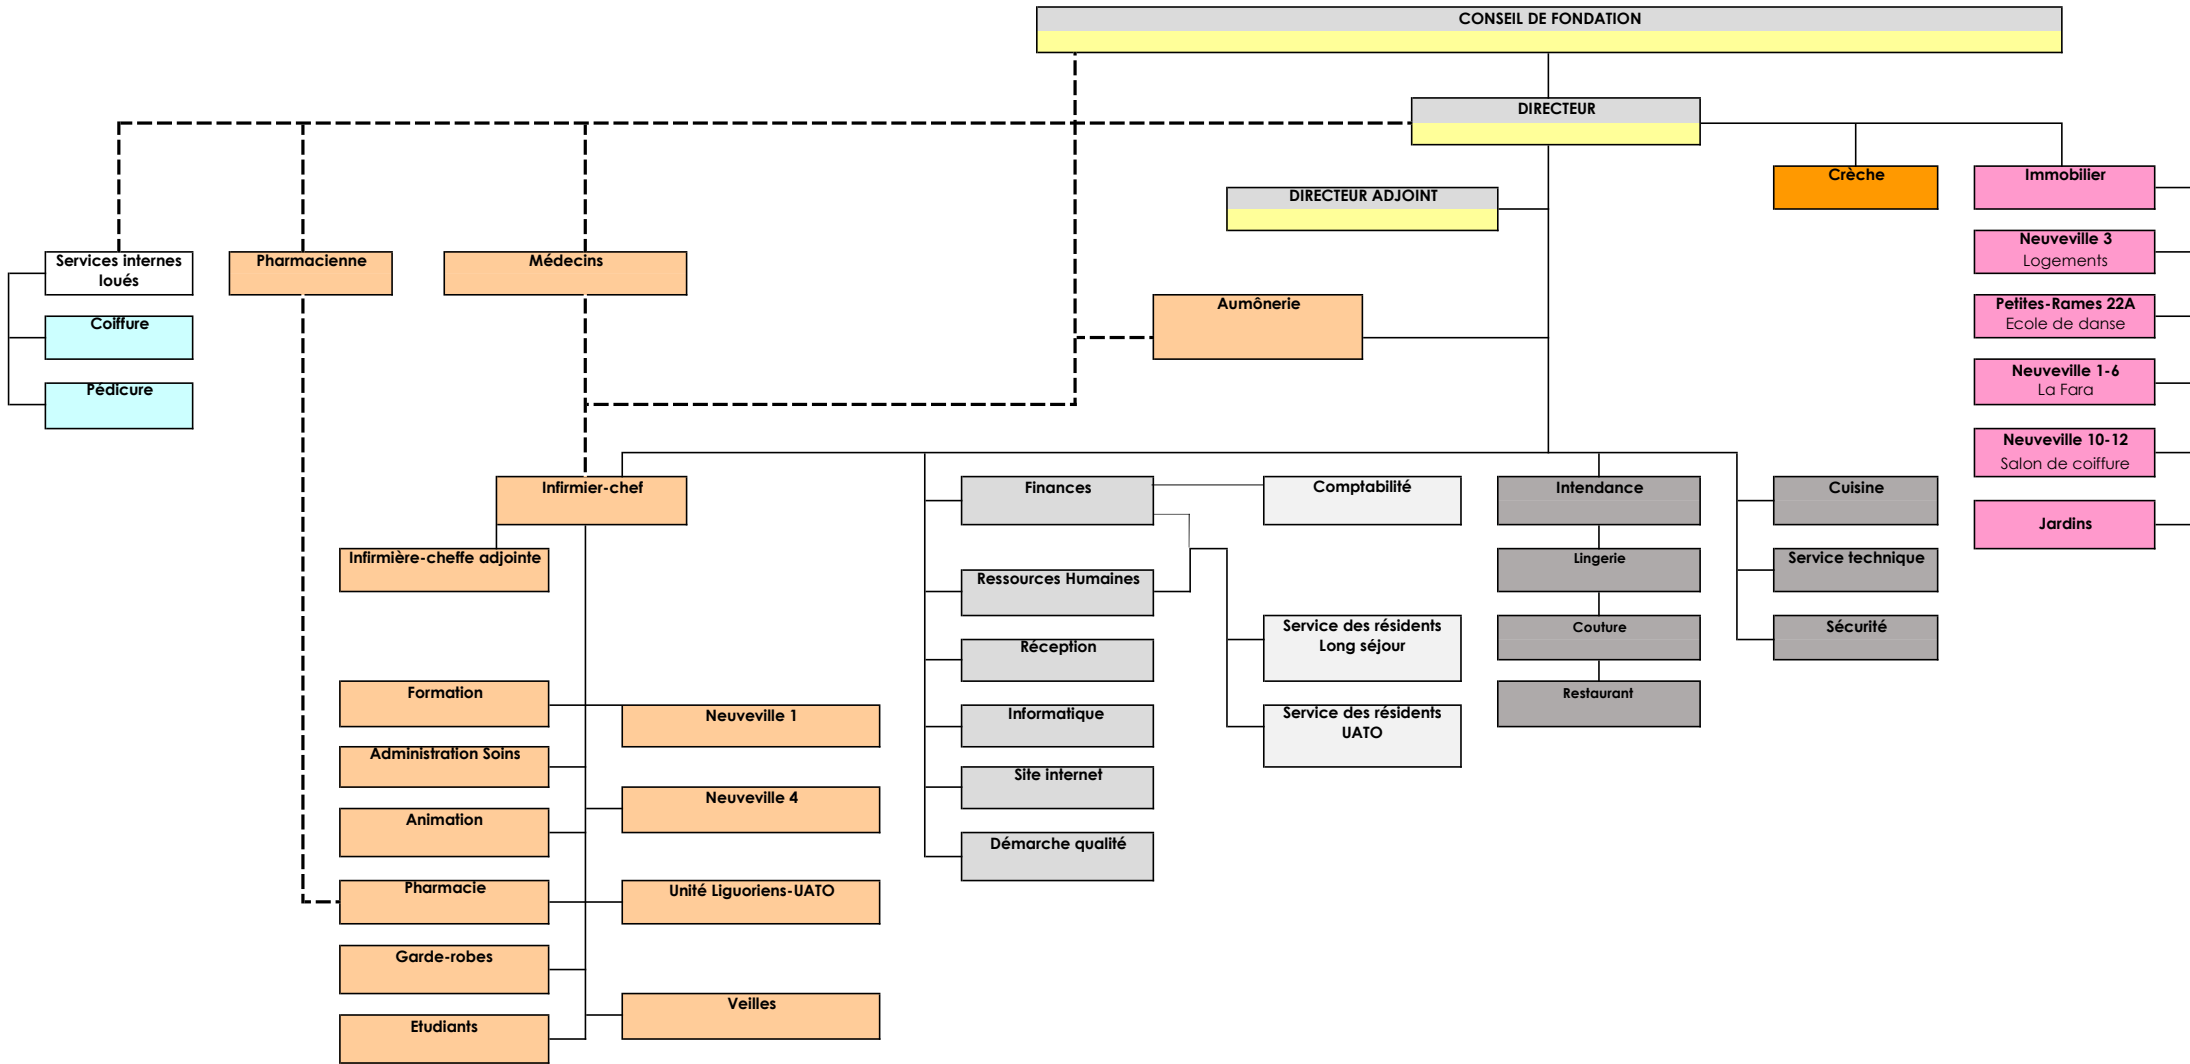 CONSEIL DE FONDATION
DIRECTEUR
Crèche
Immobilier
DIRECTEUR ADJOINT
Neuveville 3
Logements
Services internes
loués
Pharmacienne
Médecins
Aumônerie
Petites-Rames 22A
Ecole de danse
Coiffure
Pédicure
Neuveville 1-6
La Fara
Neuveville 10-12
Salon de coiffure
Infirmier-chef
Finances
Comptabilité
Intendance
Cuisine
Jardins
Infirmière-cheffe adjointe
Lingerie
Service technique
Ressources Humaines
Service des résidents
Long séjour
Couture
Sécurité
Réception
Formation
Restaurant
Neuveville 1
Informatique
Service des résidents
UATO
Administration Soins
Site internet
Neuveville 4
Animation
Démarche qualité
Pharmacie
Unité Liguoriens-UATO
Garde-robes
Veilles
Etudiants